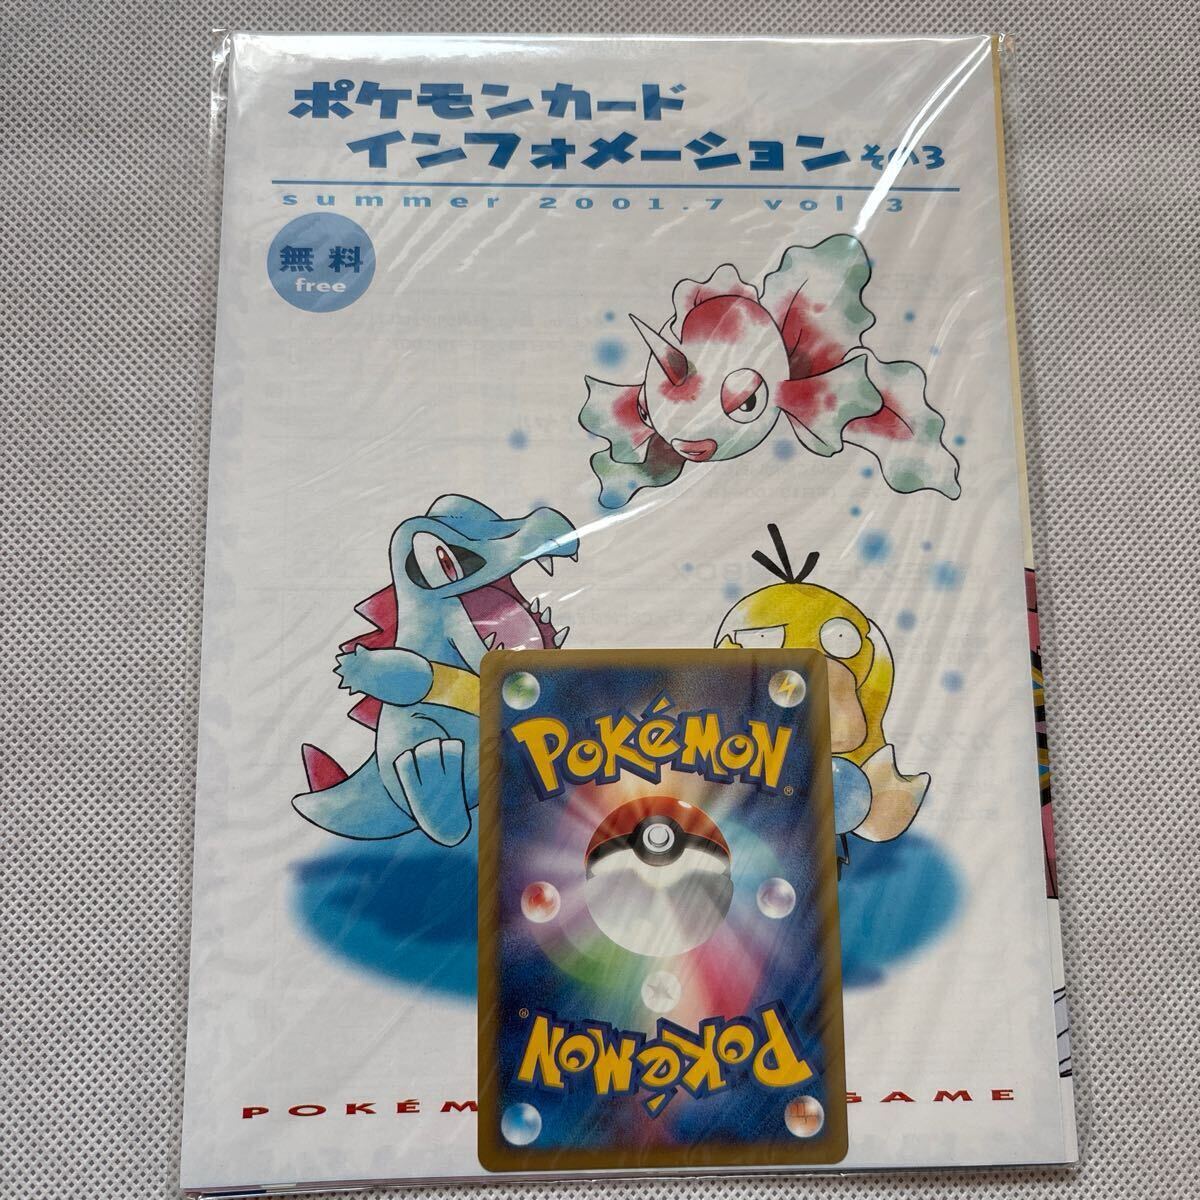 ポケモンカード
インフォメーションその3
summer 2001.7 vol 3
無料
free
POKéMON
®
POKéMON
®
POKÉM GAME